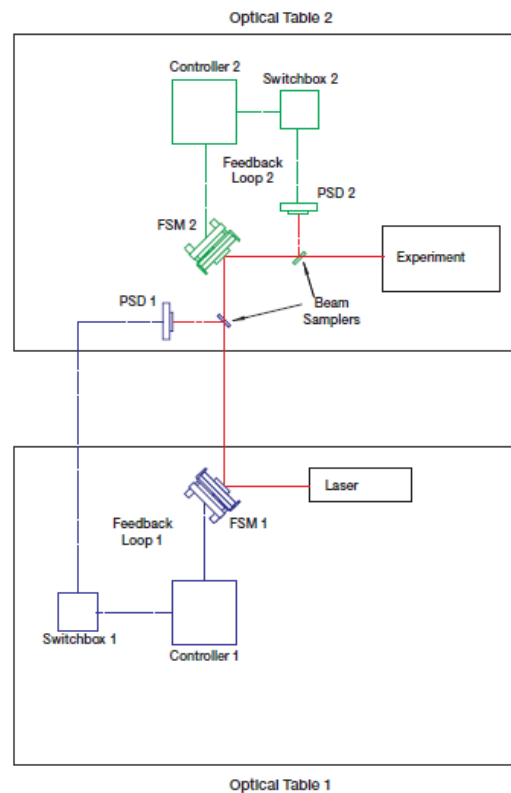 Optical Table 2
Controller 2
Switchbox 2
Feedback
Loop 2
PSD 2
FSM 2
Experiment
PSD 1
Beam
Samplers
Laser
FSM 1
Feedback
Loop 1
Switchbox 1
Controller 1
Optical Table 1